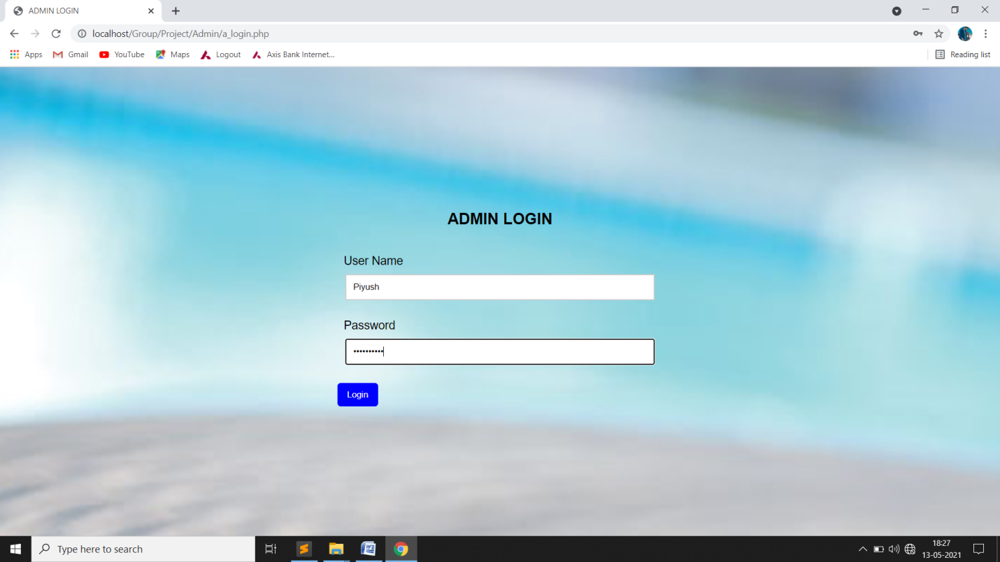 ADMIN LOGIN
localhost/Group/Project/Admin/a_login.php
Apps Gmail YouTube Maps Logout Axis Bank Internet... Reading list
ADMIN LOGIN
User Name
Piyush
Password
••••••••••
Login
Type here to search
18:27
13-05-2021